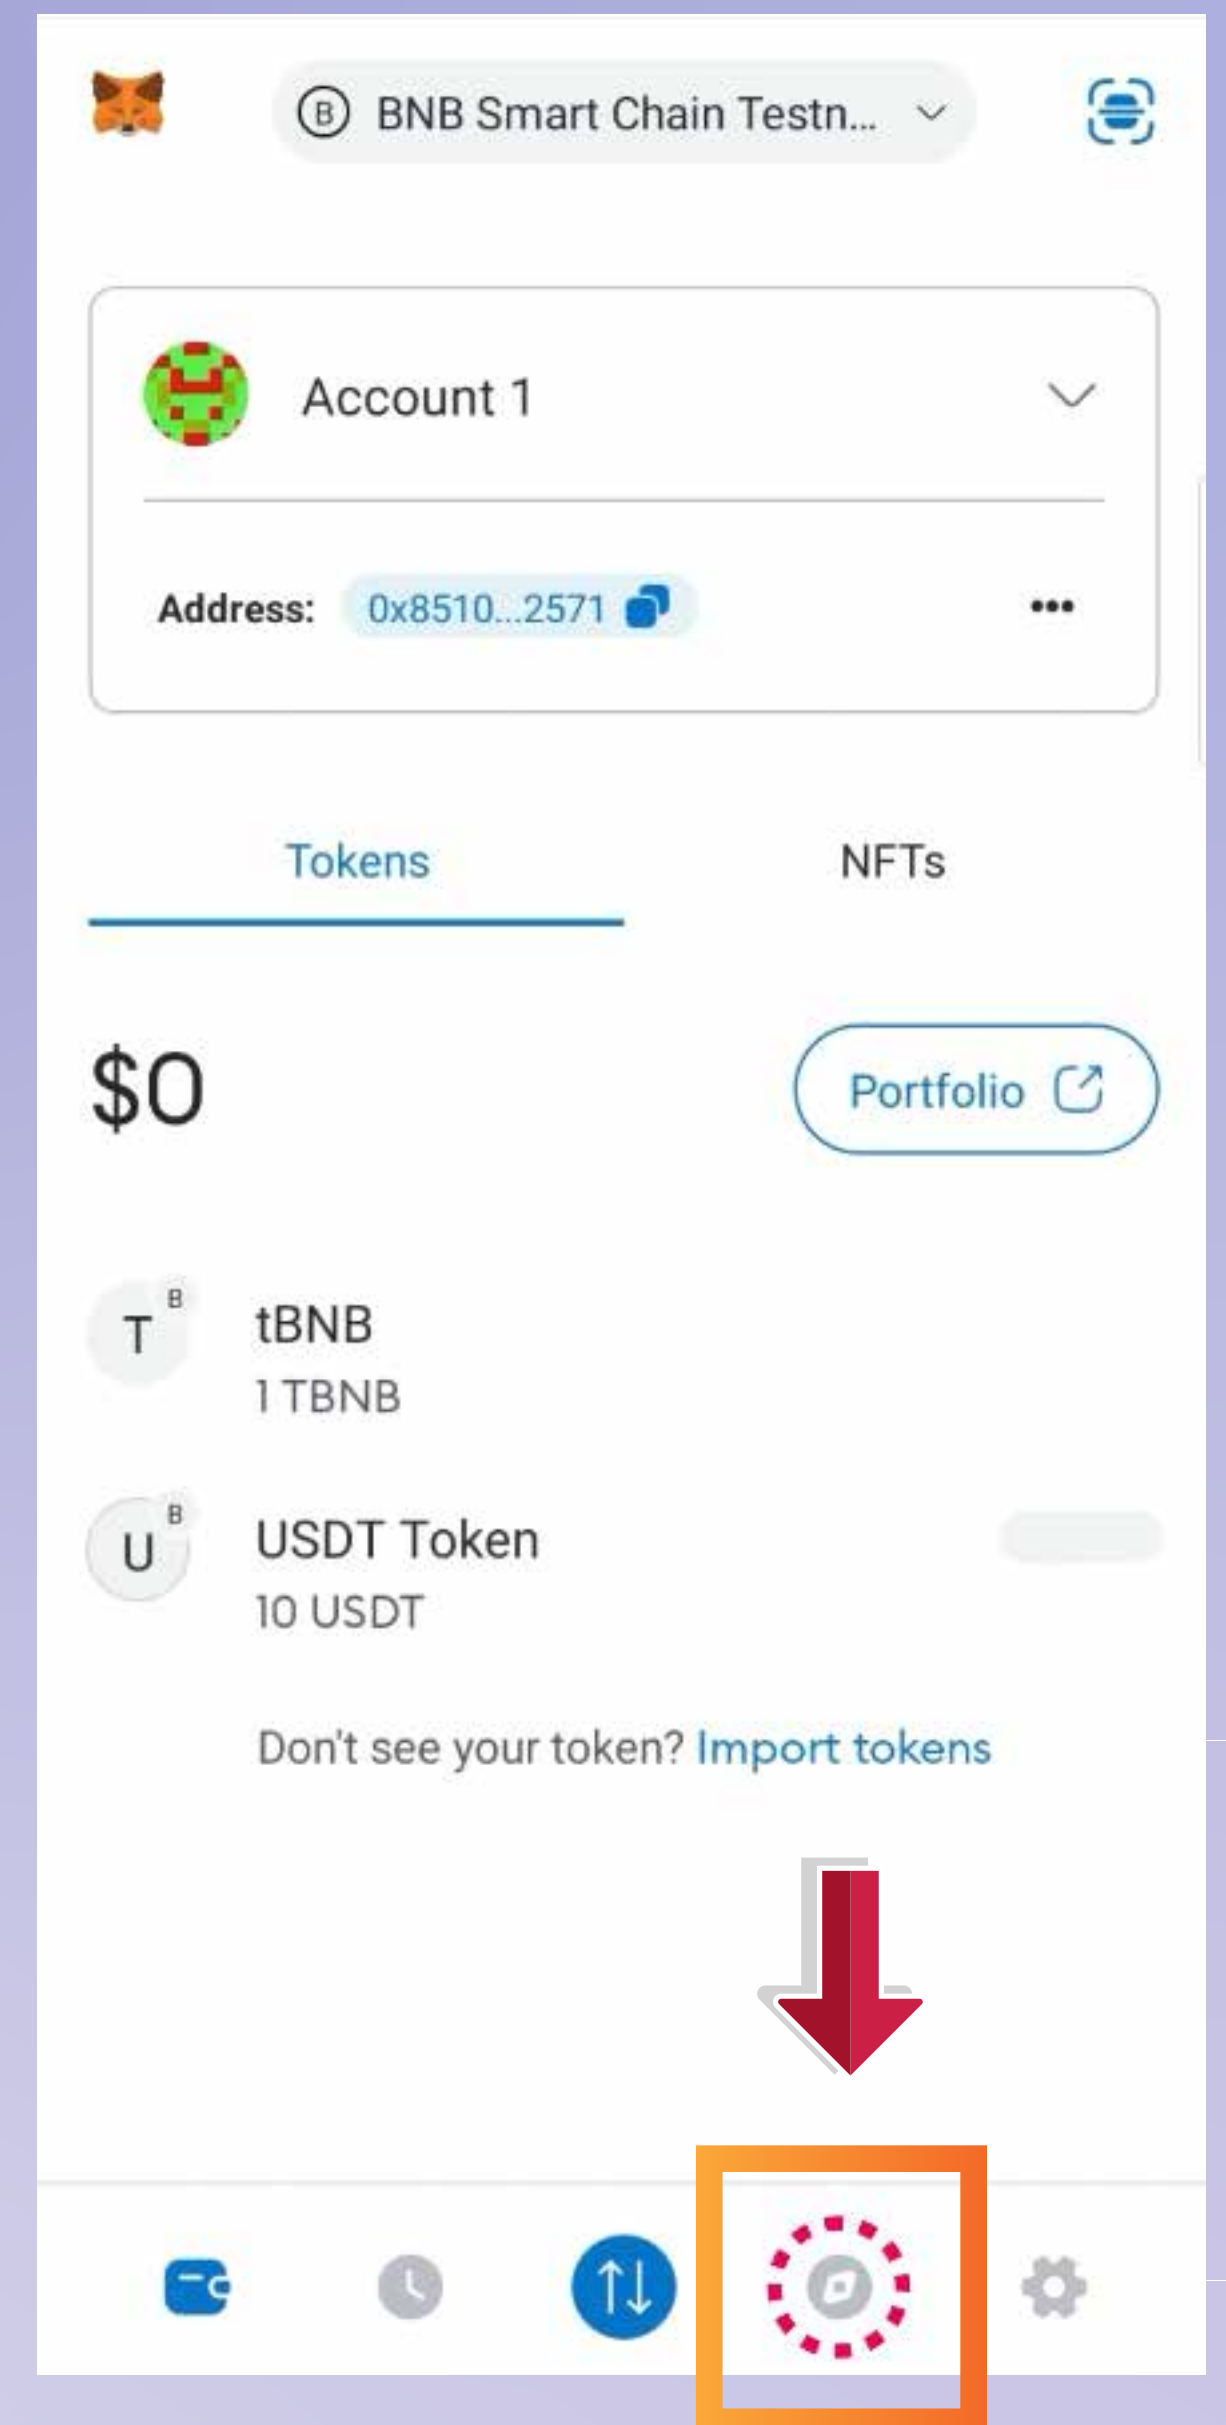 BNB Smart Chain Testn...
Account 1
Address: 0x8510...2571
Tokens NFTs
$0 Portfolio
T B tBNB
1 TBNB
U B USDT Token
10 USDT
Don't see your token? Import tokens